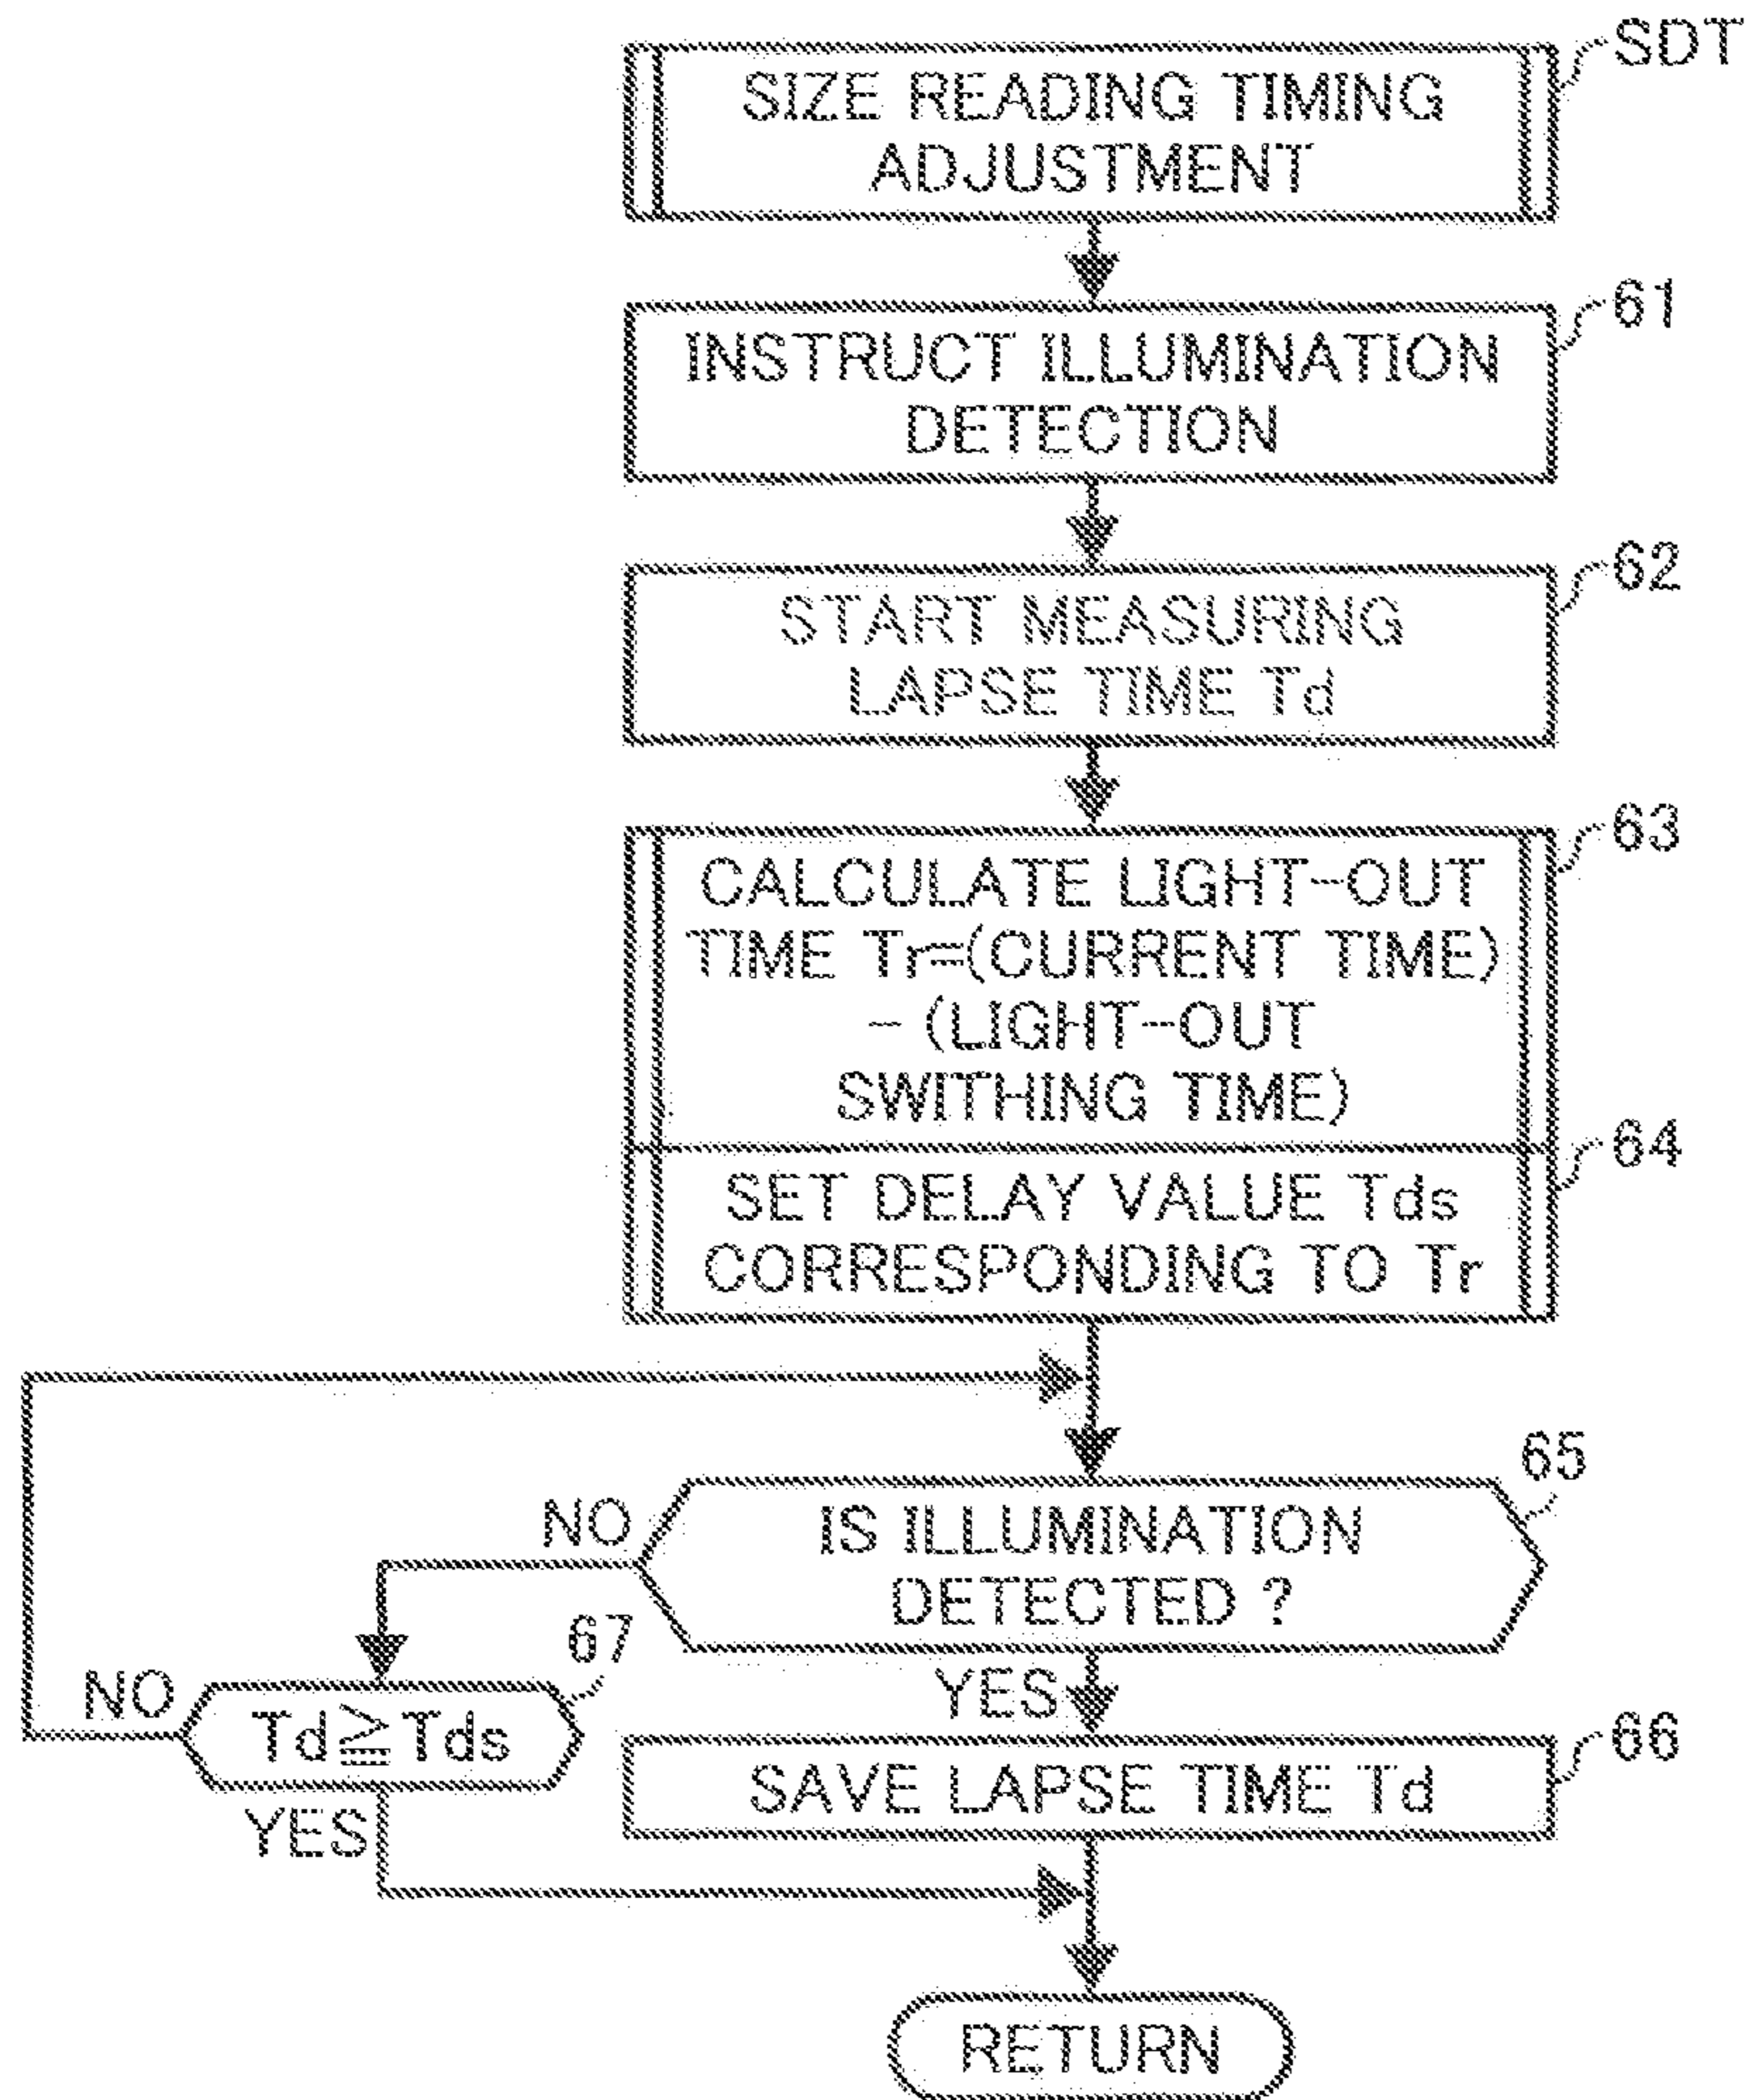 SDT
SIZE READING TIMING
ADJUSTMENT
61
INSTRUCT ILLUMINATION
DETECTION
62
START MEASURING
LAPSE TIME Td
63
CALCULATE LIGHT-OUT
TIME Tr=(CURRENT TIME)
- (LIGHT-OUT
SWITHING TIME)
64
SET DELAY VALUE Tds
CORRESPONDING TO Tr
65
NO
IS ILLUMINATION
DETECTED ?
67
NO
Td≧Tds
YES
YES
66
SAVE LAPSE TIME Td
RETURN